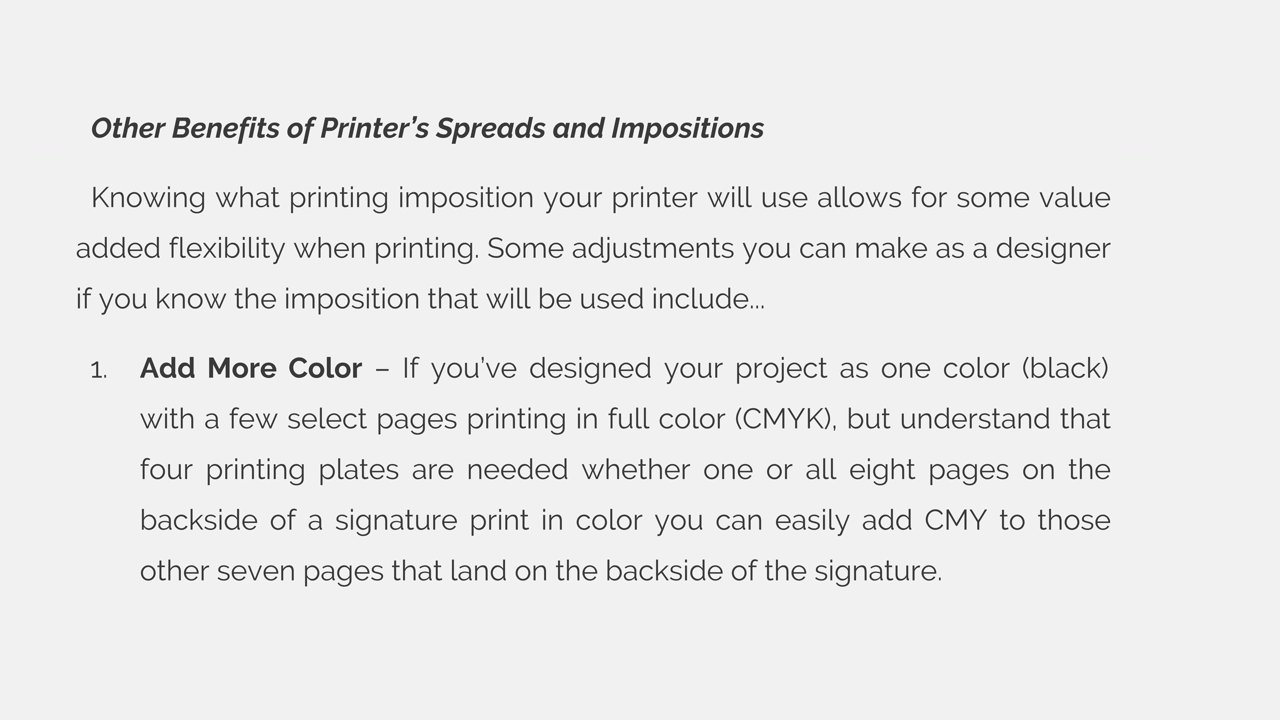 Other Benefits of Printer’s Spreads and Impositions
Knowing what printing imposition your printer will use allows for some value
added flexibility when printing. Some adjustments you can make as a designer
if you know the imposition that will be used include...
1. Add More Color – If you’ve designed your project as one color (black)
with a few select pages printing in full color (CMYK), but understand that
four printing plates are needed whether one or all eight pages on the
backside of a signature print in color you can easily add CMY to those
other seven pages that land on the backside of the signature.